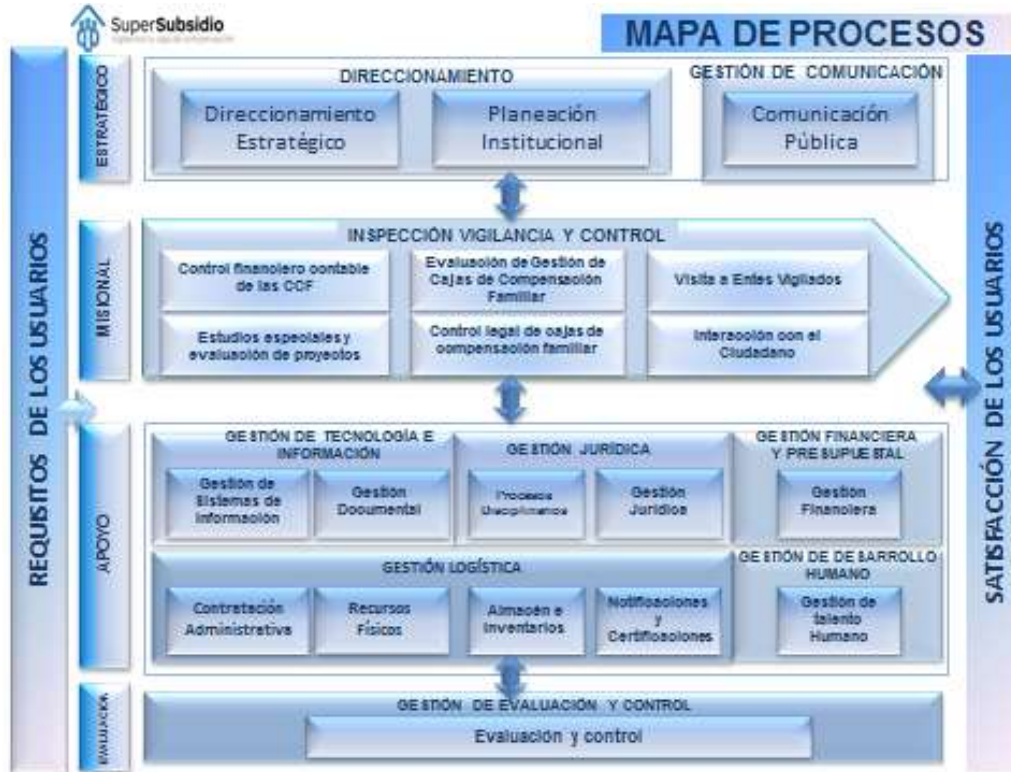 SuperSubsidio
MAPA DE PROCESOS
REQUISITOS DE LOS USUARIOS
SATISFACCIÓN DE LOS USUARIOS
ESTRATÉGICO
DIRECCIONAMIENTO
GESTIÓN DE COMUNICACIÓN
Direccionamiento
Estratégico
Planeación
Institucional
Comunicación
Pública
MISIONAL
INSPECCIÓN VIGILANCIA Y CONTROL
Control financiero contable
de las CCF
Evaluación de Gestión de
Cajas de Compensación
Familiar
Visita a Entes Vigilados
Estudios especiales y
evaluación de proyectos
Control legal de cajas de
compensación familiar
Interacción con el
Ciudadano
APOYO
GESTIÓN DE TECNOLOGÍA E
INFORMACIÓN
GESTIÓN JURÍDICA
GESTIÓN FINANCIERA
Y PRESUPUESTAL
Gestión de
Sistemas de
Información
Gestión
Documental
Procesos
Disciplinarios
Gestión
Jurídica
Gestión
Financiera
GESTIÓN LOGÍSTICA
GESTIÓN DE DESARROLLO
HUMANO
Contratación
Administrativa
Recursos
Físicos
Almacén e
Inventarios
Notificaciones
y
Certificaciones
Gestión de
talento
Humano
EVALUACIÓN
GESTIÓN DE EVALUACIÓN Y CONTROL
Evaluación y control